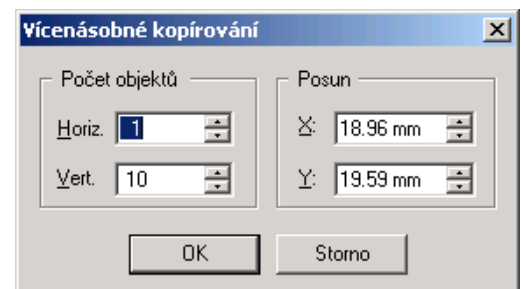 Vícenásobné kopírování
Počet objektů
Posun
Horiz. 1
X: 18.96 mm
Vert. 10
Y: 19.59 mm
OK
Storno